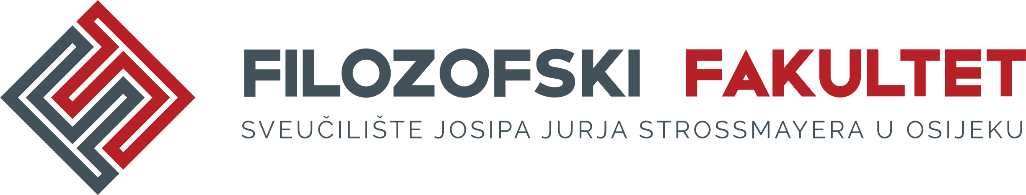 FILOZOFSKI FAKULTET
SVEUČILIŠTE JOSIPA JURJA STROSSMAYERA U OSIJEKU